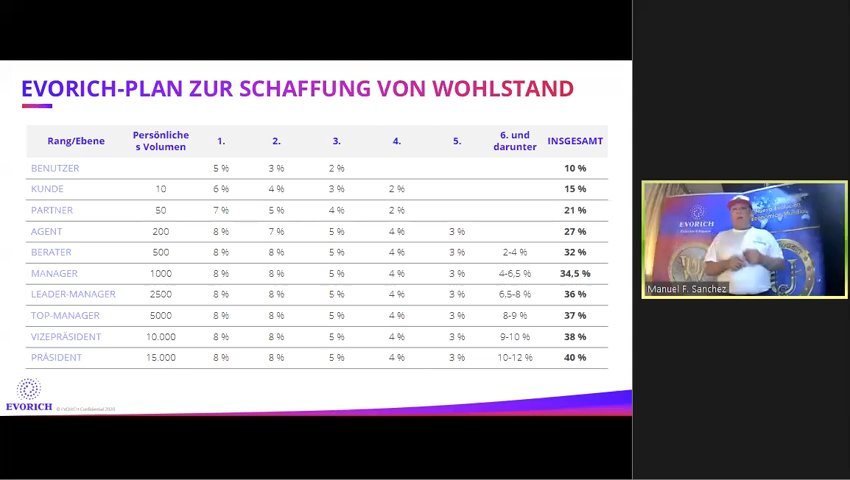 EVORICH-PLAN ZUR SCHAFFUNG VON WOHLSTAND
Rang/Ebene Persönliche s Volumen 1. 2. 3. 4. 5. 6. und darunter INSGESAMT
BENUTZER 5 % 3 % 2 % 10 %
KUNDE 10 6 % 4 % 3 % 2 % 15 %
PARTNER 50 7 % 5 % 4 % 2 % 21 %
AGENT 200 8 % 7 % 5 % 4 % 3 % 27 %
BERATER 500 8 % 8 % 5 % 4 % 3 % 2-4 % 32 %
MANAGER 1000 8 % 8 % 5 % 4 % 3 % 4-6,5 % 34,5 %
LEADER-MANAGER 2500 8 % 8 % 5 % 4 % 3 % 6,5-8 % 36 %
TOP-MANAGER 5000 8 % 8 % 5 % 4 % 3 % 8-9 % 37 %
VIZEPRÄSIDENT 10.000 8 % 8 % 5 % 4 % 3 % 9-10 % 38 %
PRÄSIDENT 15.000 8 % 8 % 5 % 4 % 3 % 10-12 % 40 %
EVORICH
© EVORICH Confidential 2020
EVORICH
Manuel F. Sanchez